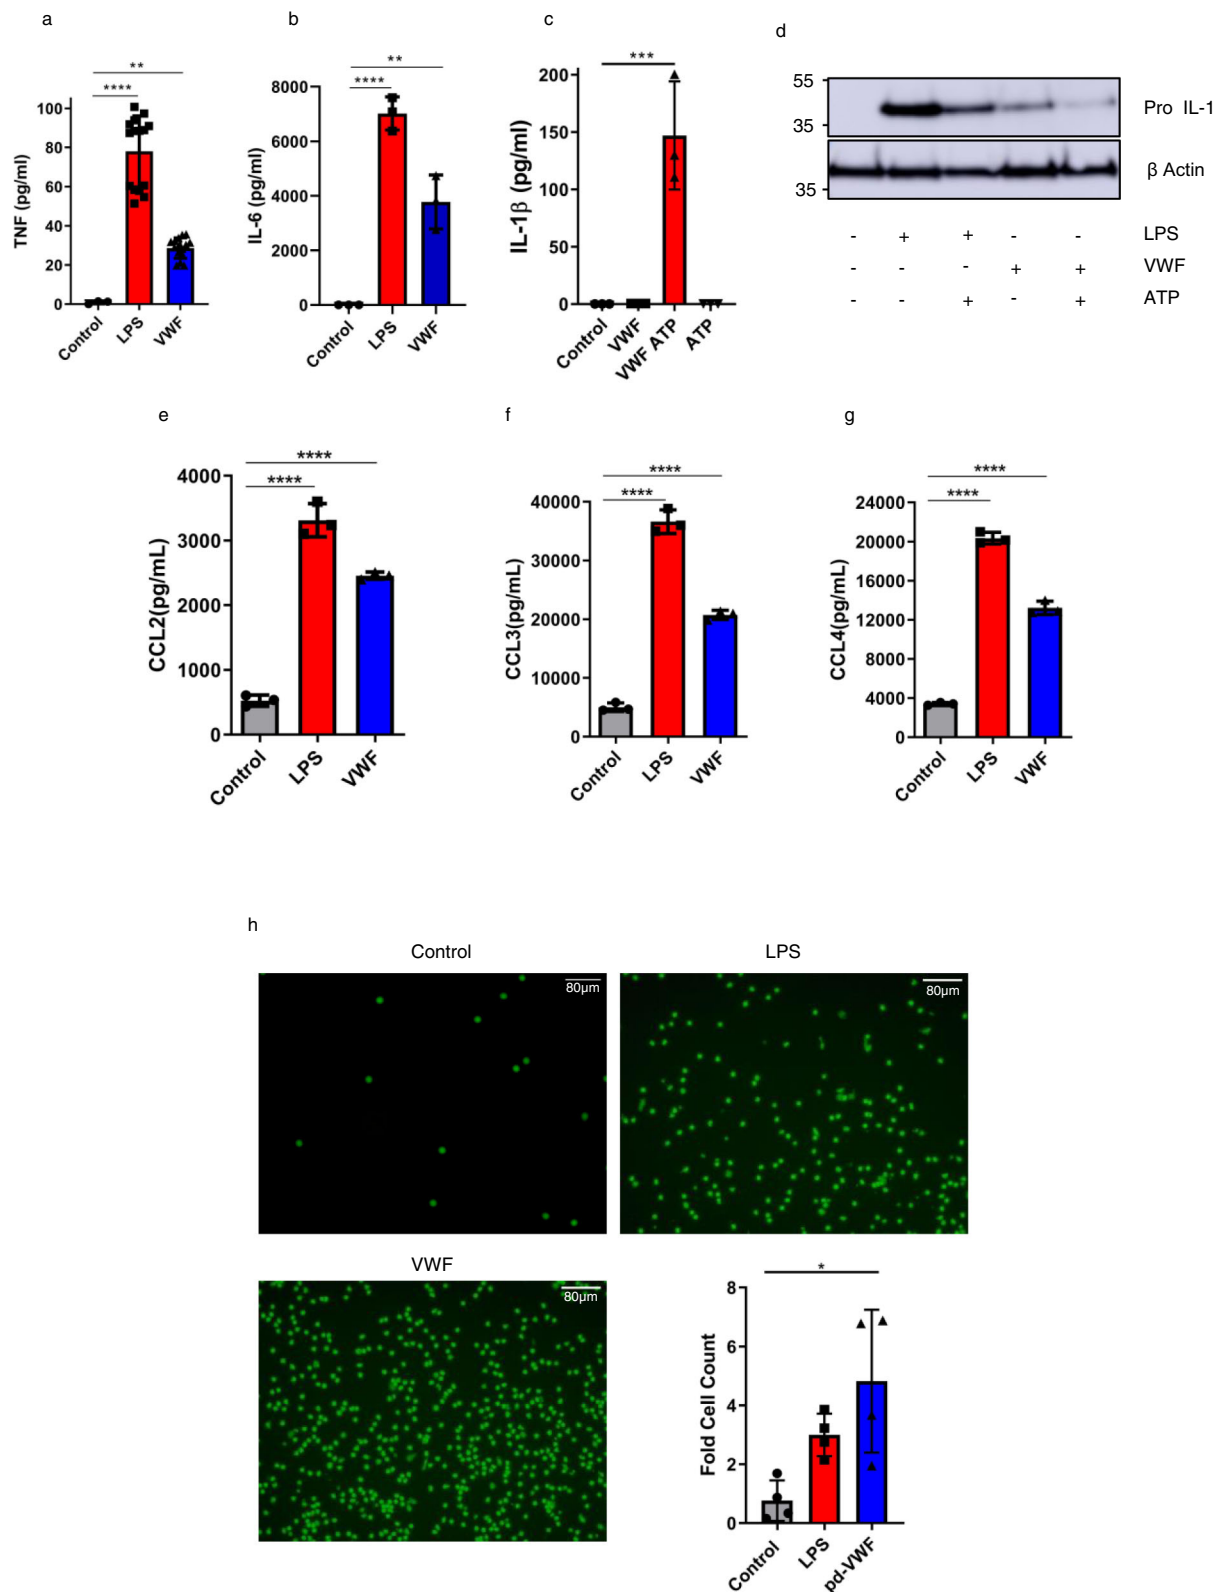 a
b
c
d
**
****
TNF (pg/ml)
100
80
60
40
20
0
Control
LPS
VWF
**
****
IL-6 (pg/ml)
8000
6000
4000
2000
0
Control
LPS
VWF
***
IL-1β (pg/ml)
200
150
100
50
0
Control
VWF
VWF ATP
ATP
55
35
Pro IL-1
35
β Actin
- + + - - LPS
- - - + + VWF
- - + - + ATP
e
f
g
****
****
CCL2(pg/mL)
4000
3000
2000
1000
0
Control
LPS
VWF
****
****
CCL3(pg/mL)
40000
30000
20000
10000
0
Control
LPS
VWF
****
****
CCL4(pg/mL)
24000
20000
16000
12000
8000
4000
0
Control
LPS
VWF
h
Control
80µm
LPS
80µm
VWF
80µm
*
Fold Cell Count
8
6
4
2
0
Control
LPS
pd-VWF